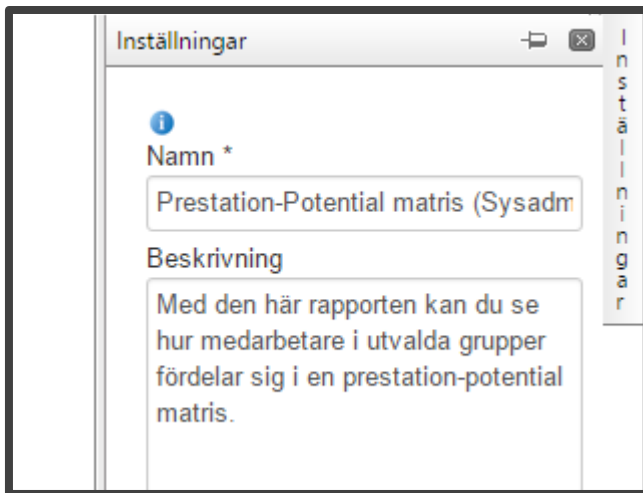 Inställningar
Namn *
Prestation-Potential matris (Sysadm
Beskrivning
Med den här rapporten kan du se
hur medarbetare i utvalda grupper
fördelar sig i en prestation-potential
matris.
Inställningar